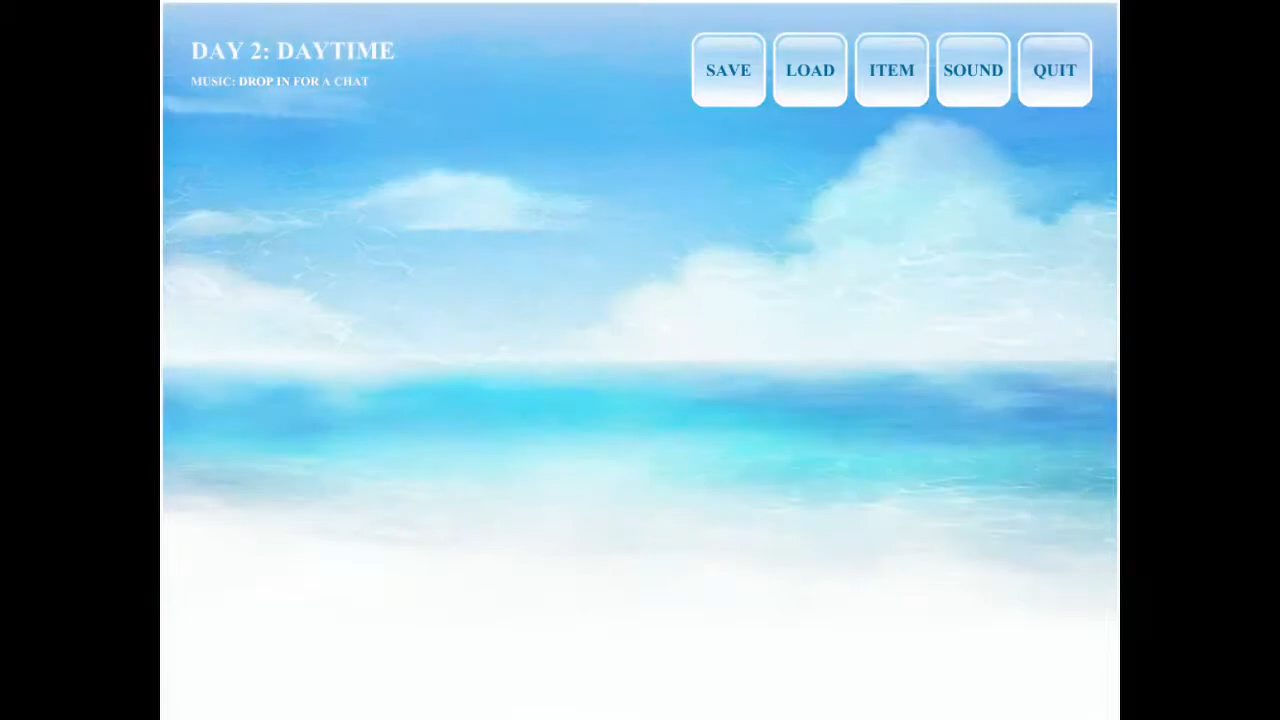 DAY 2: DAYTIME
MUSIC: DROP IN FOR A CHAT
SAVE
LOAD
ITEM
SOUND
QUIT